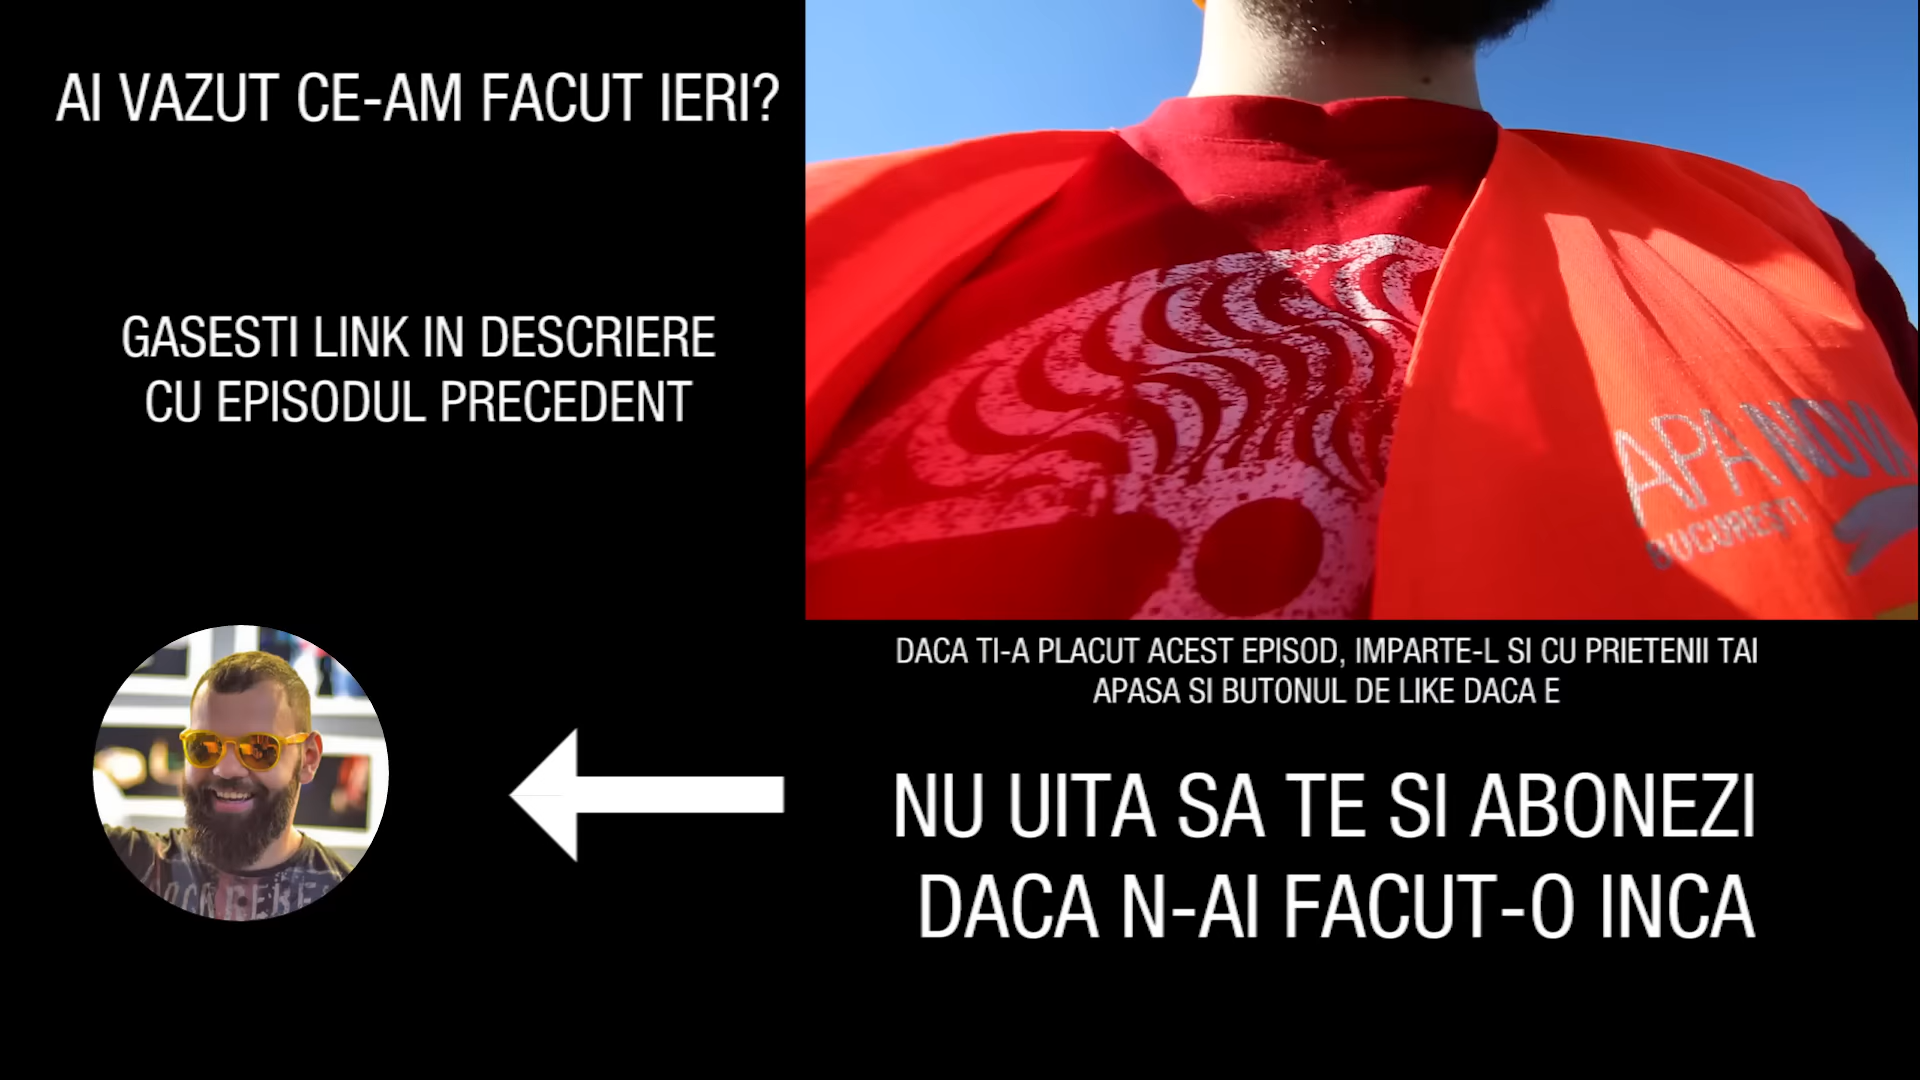 AI VAZUT CE-AM FACUT IERI?
GASESTI LINK IN DESCRIERE
CU EPISODUL PRECEDENT
APA NOVA
BUCUREȘTI
DACA TI-A PLACUT ACEST EPISOD, IMPARTE-L SI CU PRIETENII TAI
APASA SI BUTONUL DE LIKE DACA E
NU UITA SA TE SI ABONEZI
DACA N-AI FACUT-O INCA